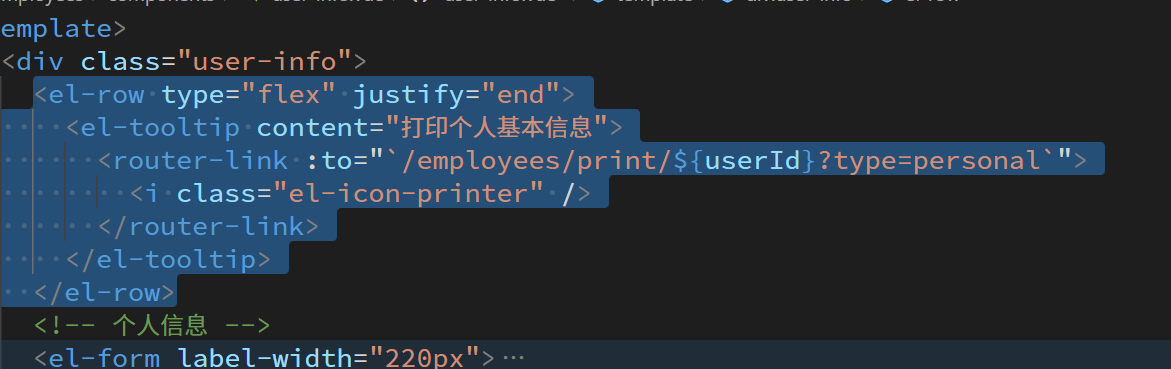 emplate>
<div class="user-info">
<el-row type="flex" justify="end">
<el-tooltip content="打印个人基本信息">
<router-link :to="`/employees/print/${userId}?type=personal`">
<i class="el-icon-printer" />
</router-link>
</el-tooltip>
</el-row>
<!-- 个人信息 -->
<el-form label-width="220px">…